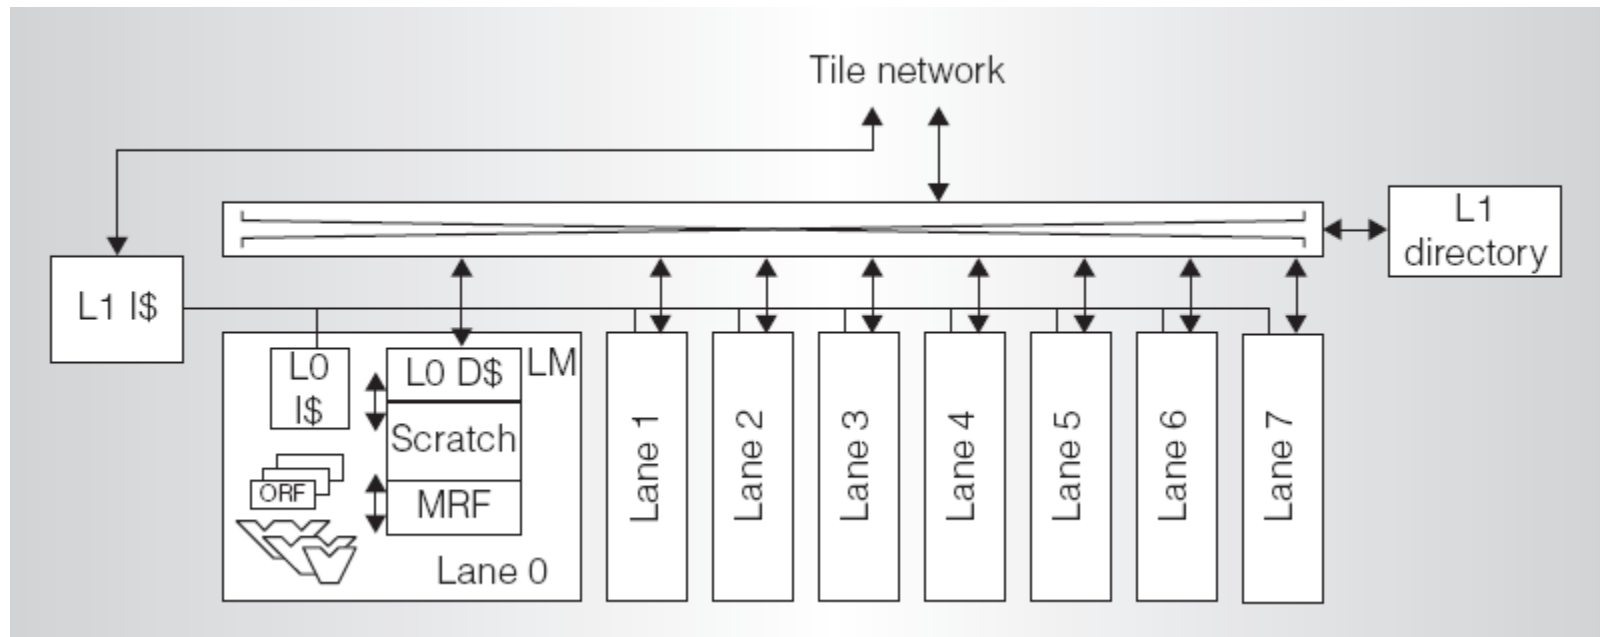 Tile network
L1
directory
L1 I$
L0
I$
L0 D$
LM
Scratch
ORF
MRF
Lane 0
Lane 1
Lane 2
Lane 3
Lane 4
Lane 5
Lane 6
Lane 7